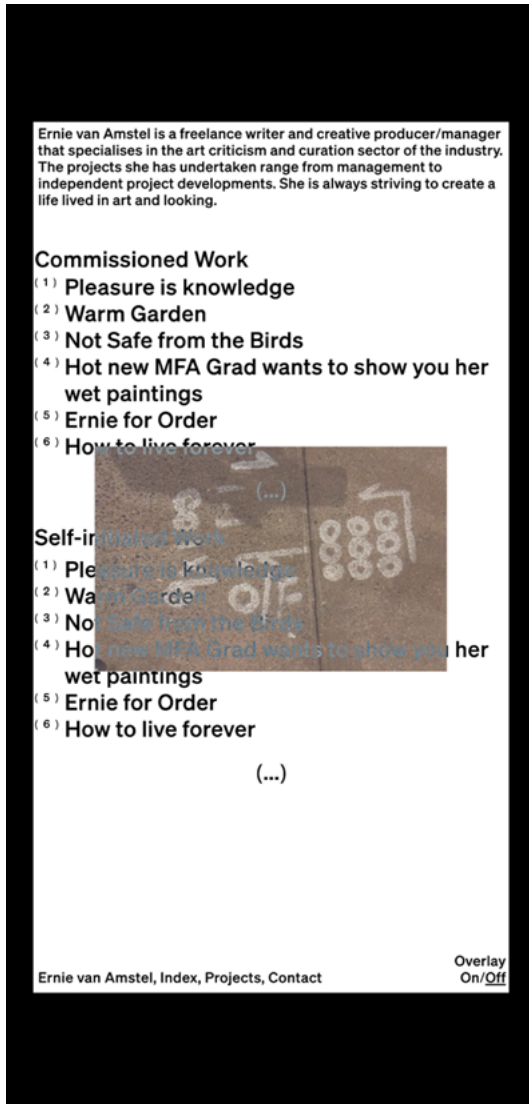 Ernie van Amstel is a freelance writer and creative producer/manager
that specialises in the art criticism and curation sector of the industry.
The projects she has undertaken range from management to
independent project developments. She is always striving to create a
life lived in art and looking.
Commissioned Work
(1) Pleasure is knowledge
(2) Warm Garden
(3) Not Safe from the Birds
(4) Hot new MFA Grad wants to show you her
wet paintings
(5) Ernie for Order
(6) How to live forever
(...)
Self-initiated Work
(1) Pleasure is knowledge
(2) Warm Garden
(3) Not Safe from the Birds
(4) Hot new MFA Grad wants to show you her
wet paintings
(5) Ernie for Order
(6) How to live forever
(...)
Overlay
Ernie van Amstel, Index, Projects, Contact On/Off